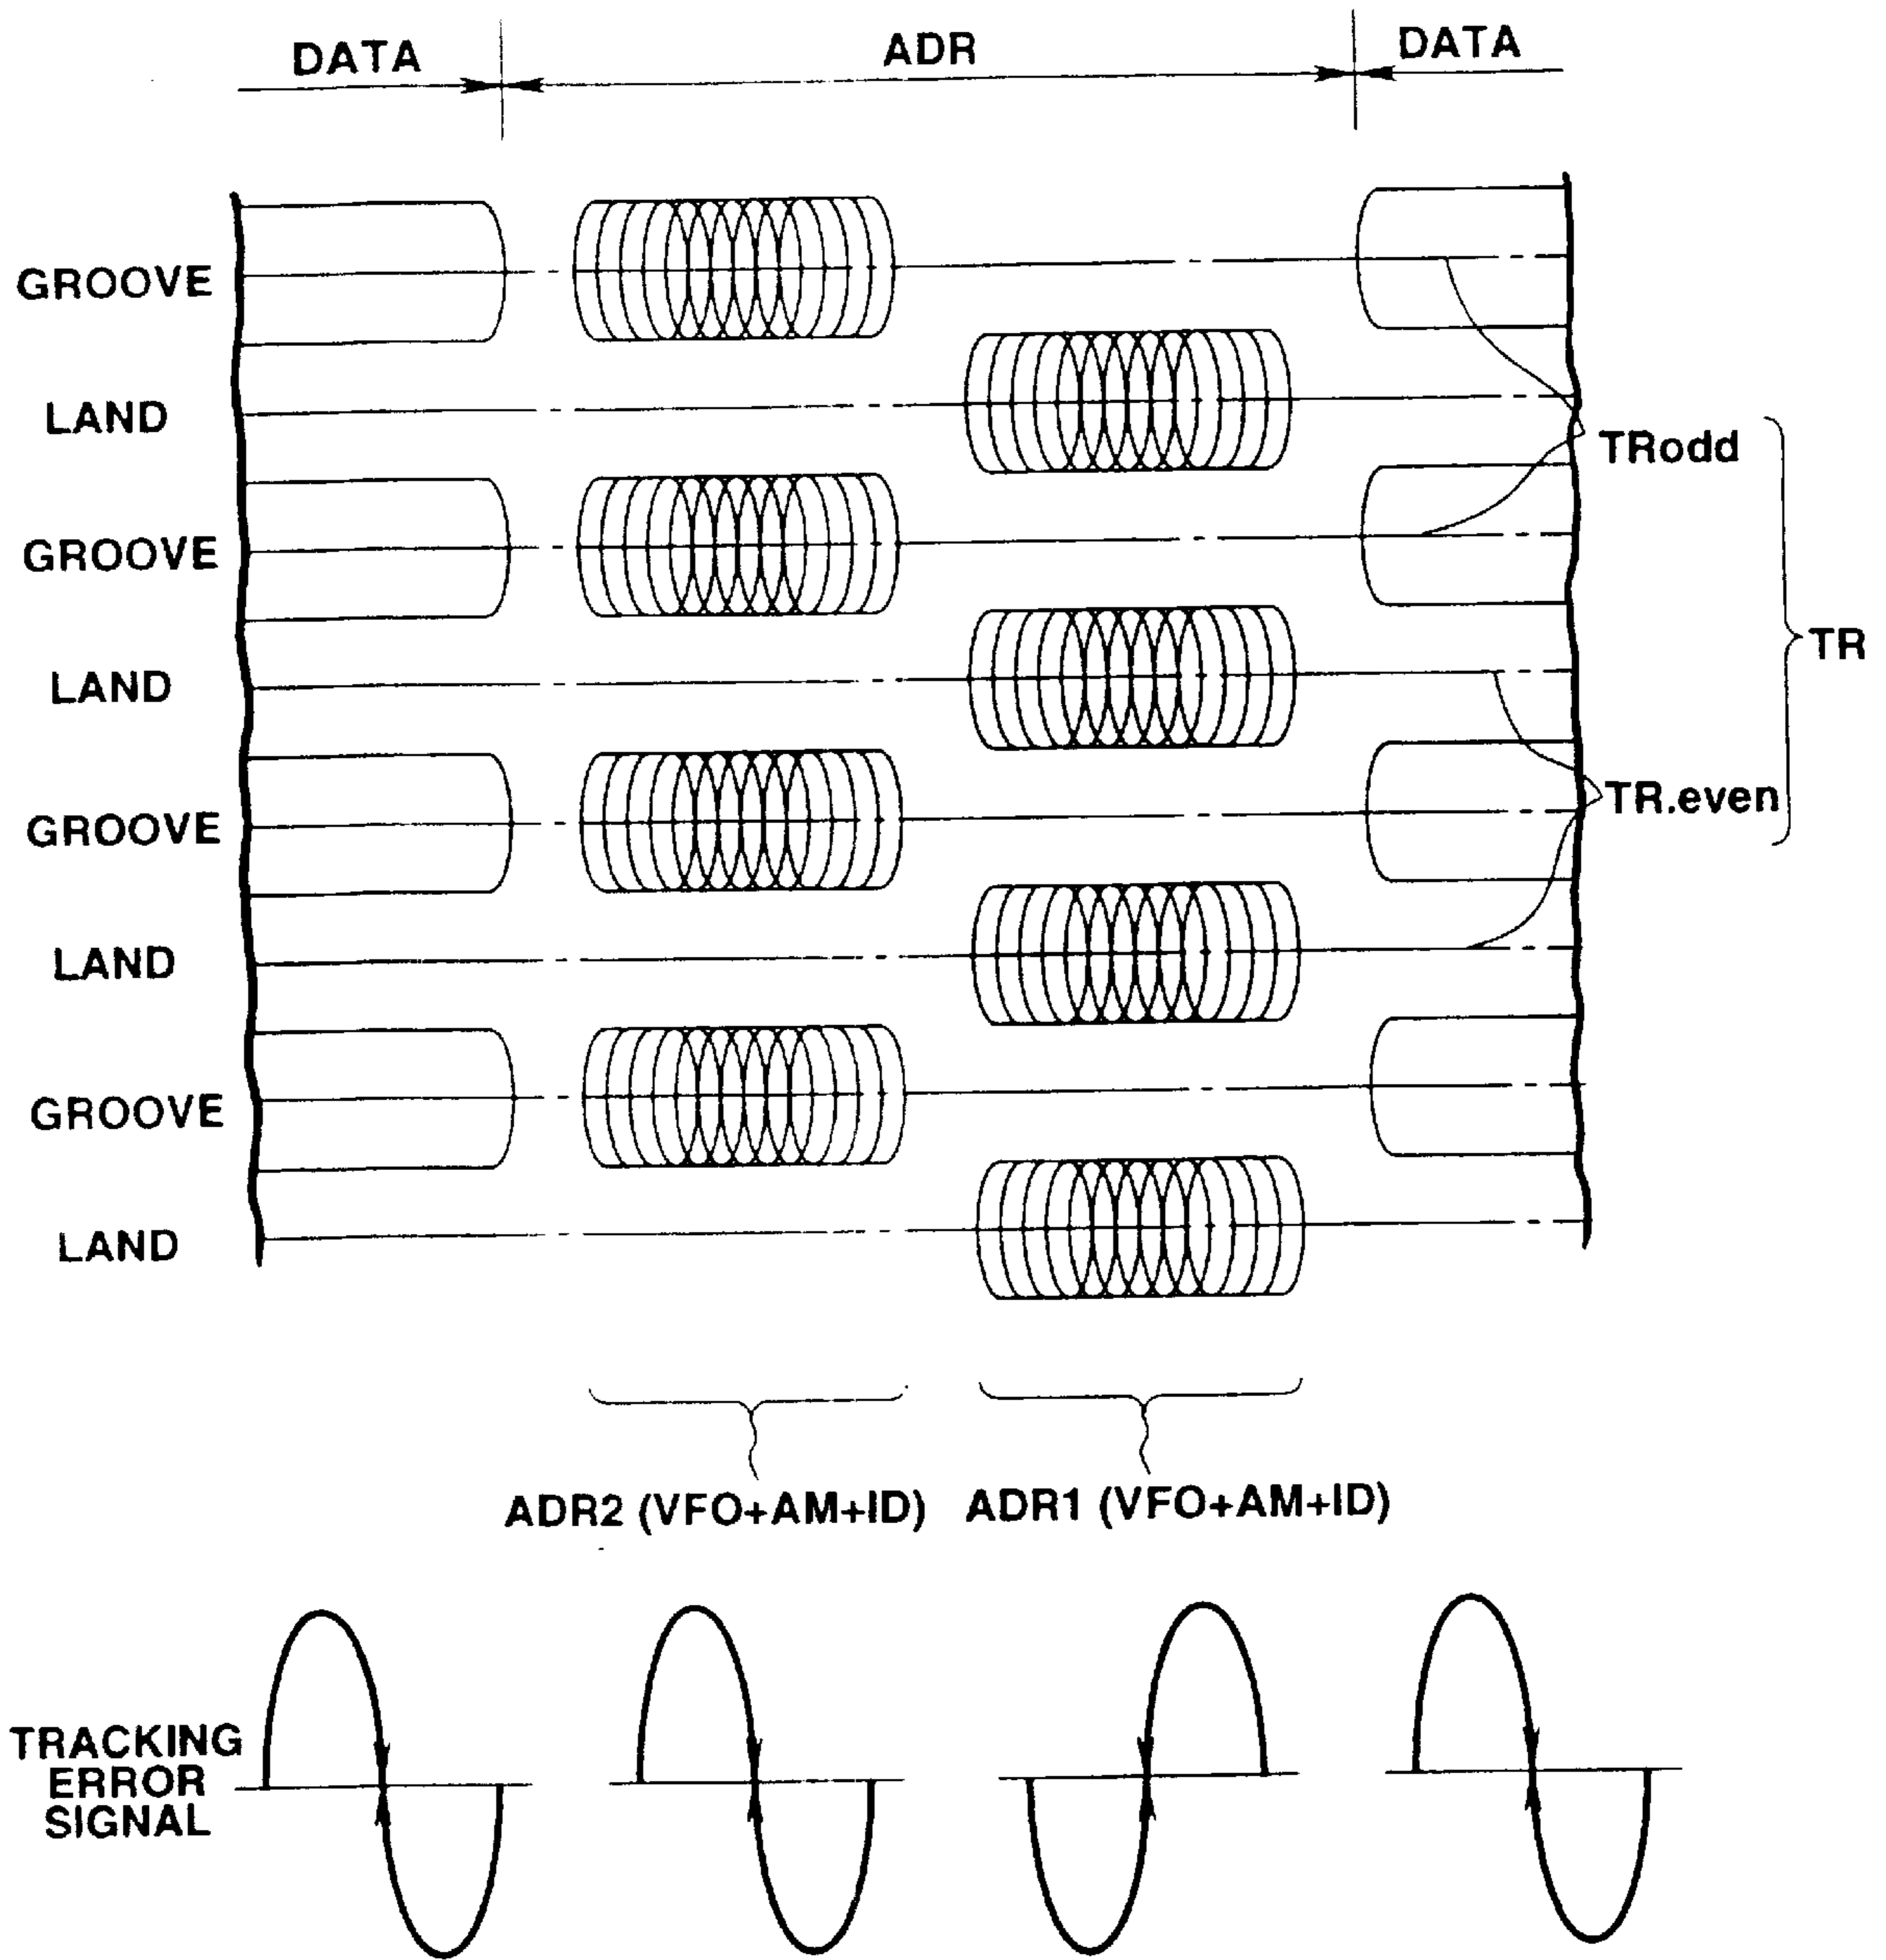 DATA ADR DATA
GROOVE
LAND
TRodd
GROOVE
TR
LAND
TR.even
GROOVE
LAND
GROOVE
LAND
ADR2 (VFO+AM+ID) ADR1 (VFO+AM+ID)
TRACKING
ERROR
SIGNAL